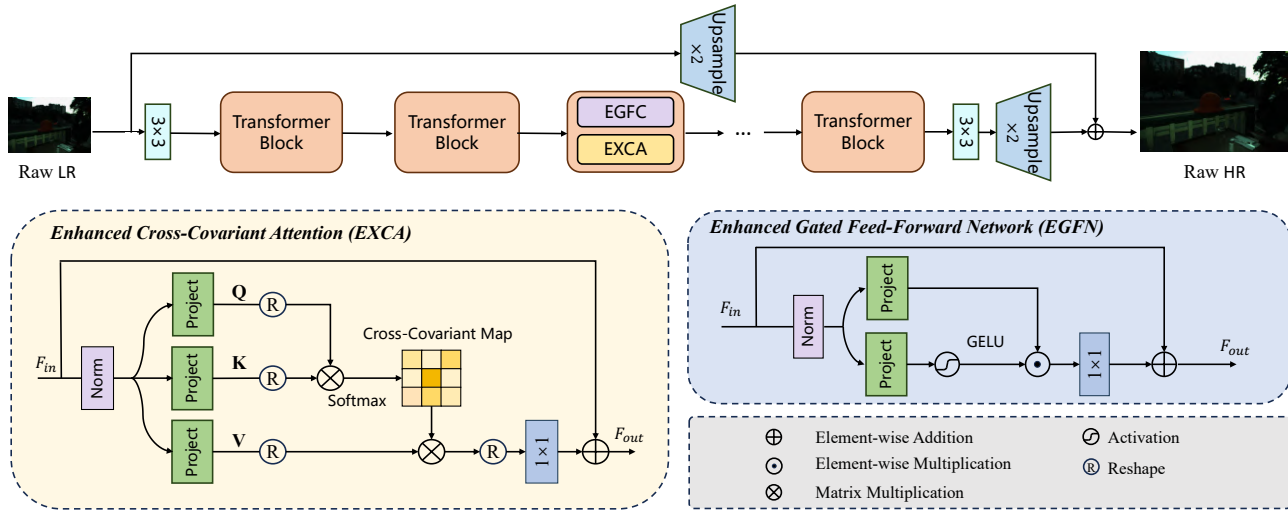 Upsample
×2
Raw LR
3×3
Transformer
Block
Transformer
Block
EGFC
EXCA
...
Transformer
Block
3×3
Upsample
×2
Raw HR
Enhanced Cross-Covariant Attention (EXCA)
F_in
Norm
Project
Q
R
Project
K
R
Softmax
Cross-Covariant Map
Project
V
R
R
1×1
F_out
Enhanced Gated Feed-Forward Network (EGFN)
F_in
Norm
Project
Project
GELU
1×1
F_out
Element-wise Addition
Element-wise Multiplication
Matrix Multiplication
Activation
R Reshape